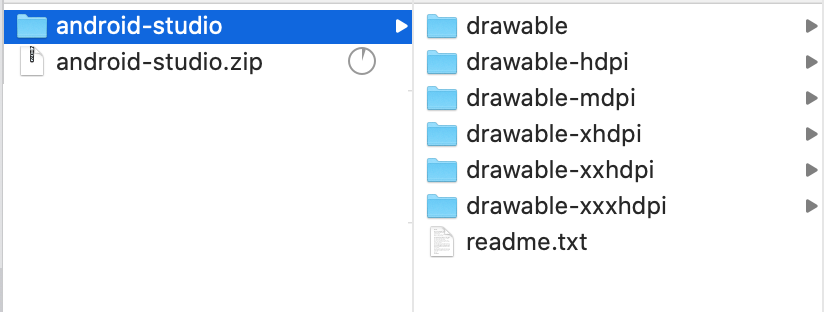 android-studio
android-studio.zip
drawable
drawable-hdpi
drawable-mdpi
drawable-xhdpi
drawable-xxhdpi
drawable-xxxhdpi
readme.txt